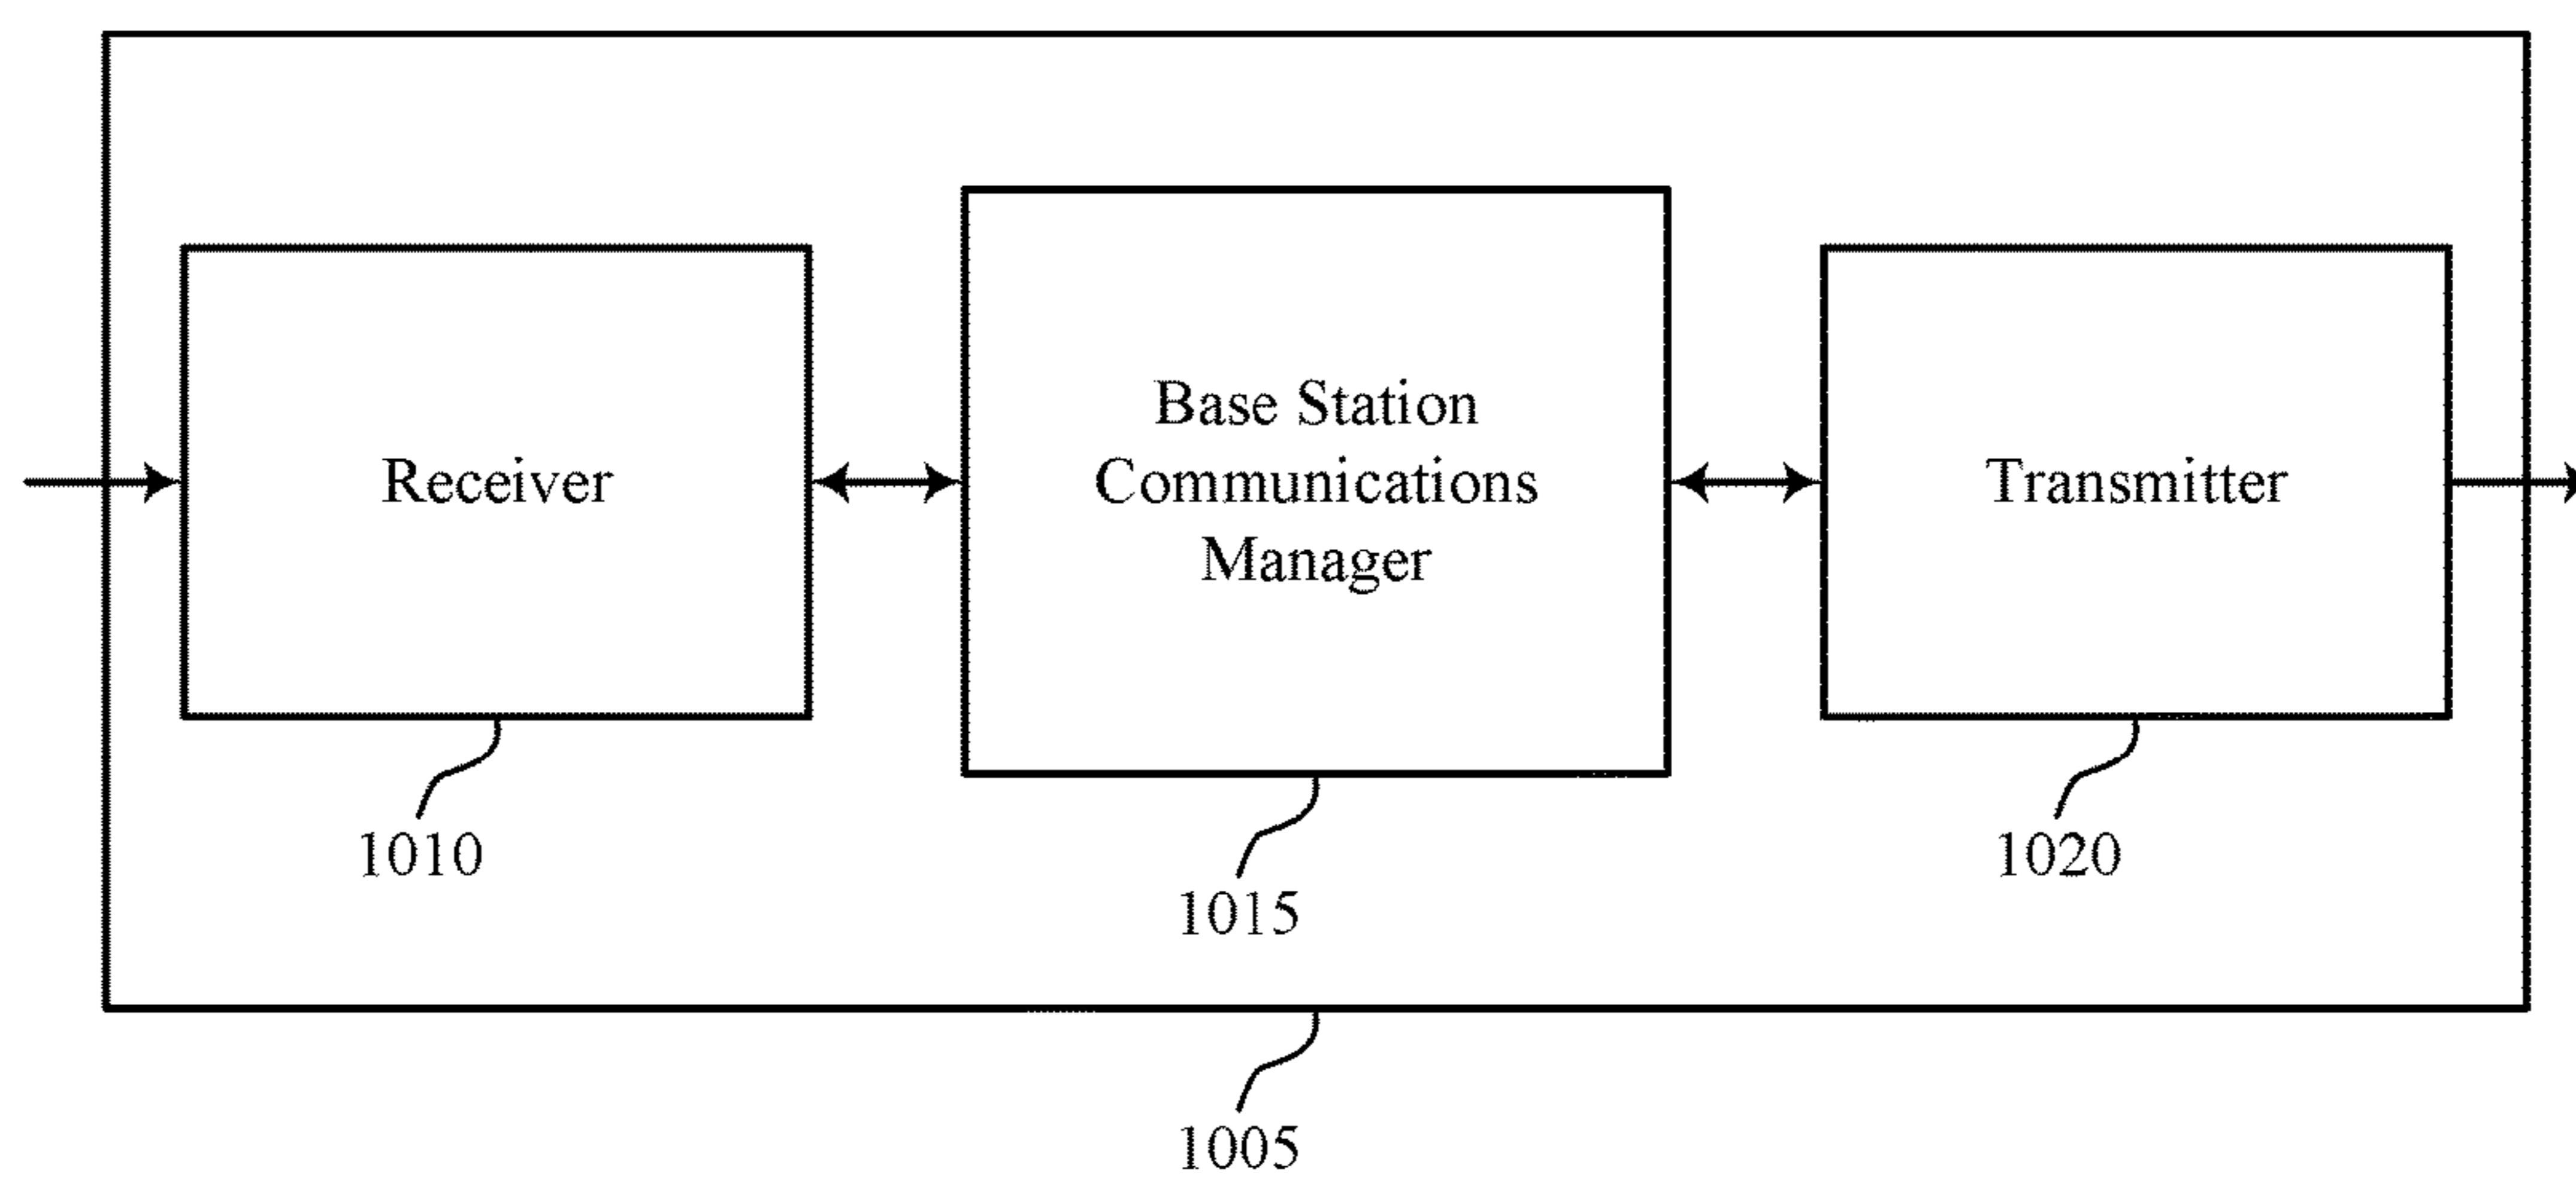 Receiver
Base Station
Communications
Manager
Transmitter
1010
1015
1020
1005